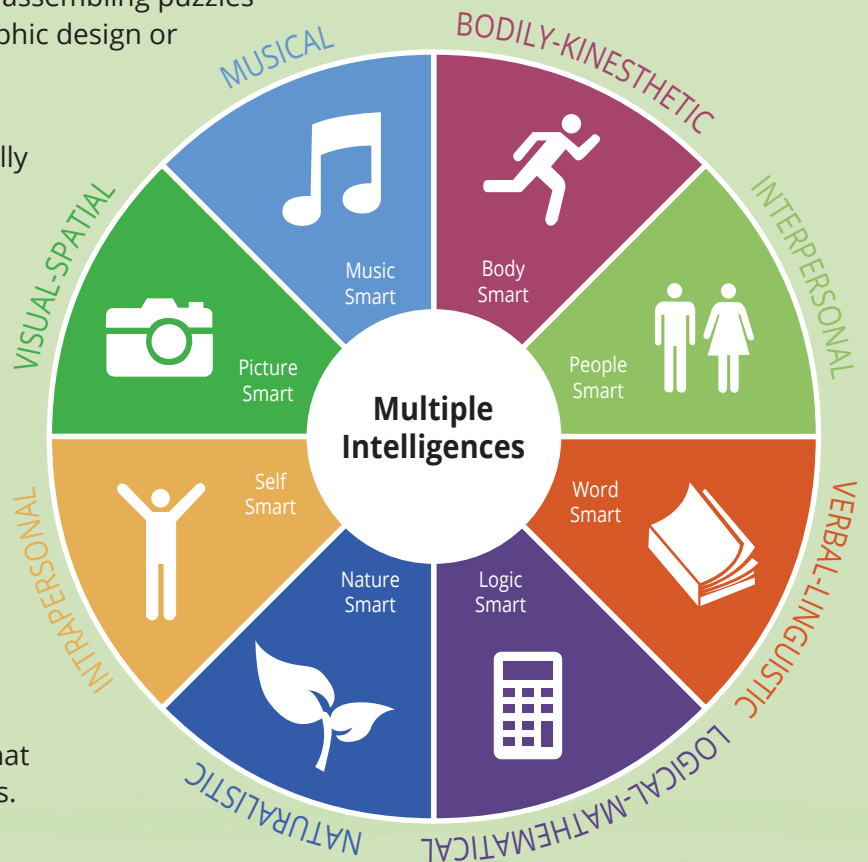 assembling puzzles
phic design or
lly
hat
s.
MUSICAL
BODILY-KINESTHETIC
INTERPERSONAL
VERBAL-LINGUISTIC
LOGICAL-MATHEMATICAL
NATURALISTIC
INTRAPERSONAL
VISUAL-SPATIAL
Music
Smart
Body
Smart
People
Smart
Word
Smart
Logic
Smart
Nature
Smart
Self
Smart
Picture
Smart
Multiple
Intelligences